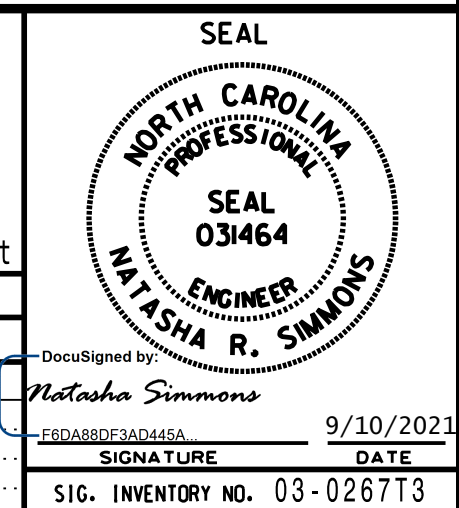 SEAL
NORTH CAROLINA
PROFESSIONAL
SEAL
031464
ENGINEER
NATASHA R. SIMMONS
t
DocuSigned by:
Natasha Simmons
F6DA88DF3AD445A...
9/10/2021
SIGNATURE DATE
SIG. INVENTORY NO. 03-0267T3